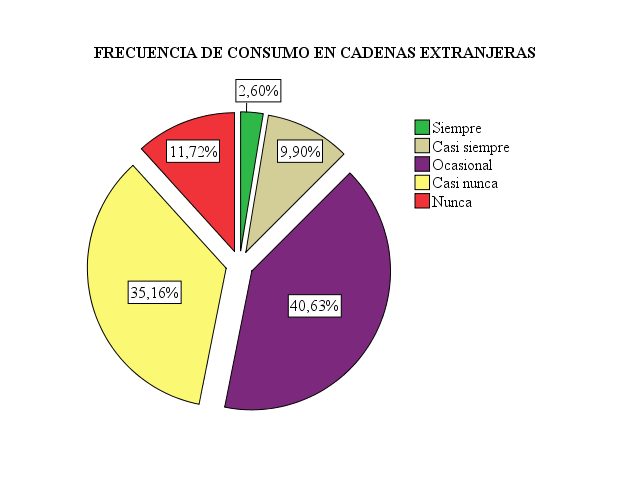 FRECUENCIA DE CONSUMO EN CADENAS EXTRANJERAS
2,60%
11,72%
9,90%
35,16%
40,63%
Siempre
Casi siempre
Ocasional
Casi nunca
Nunca